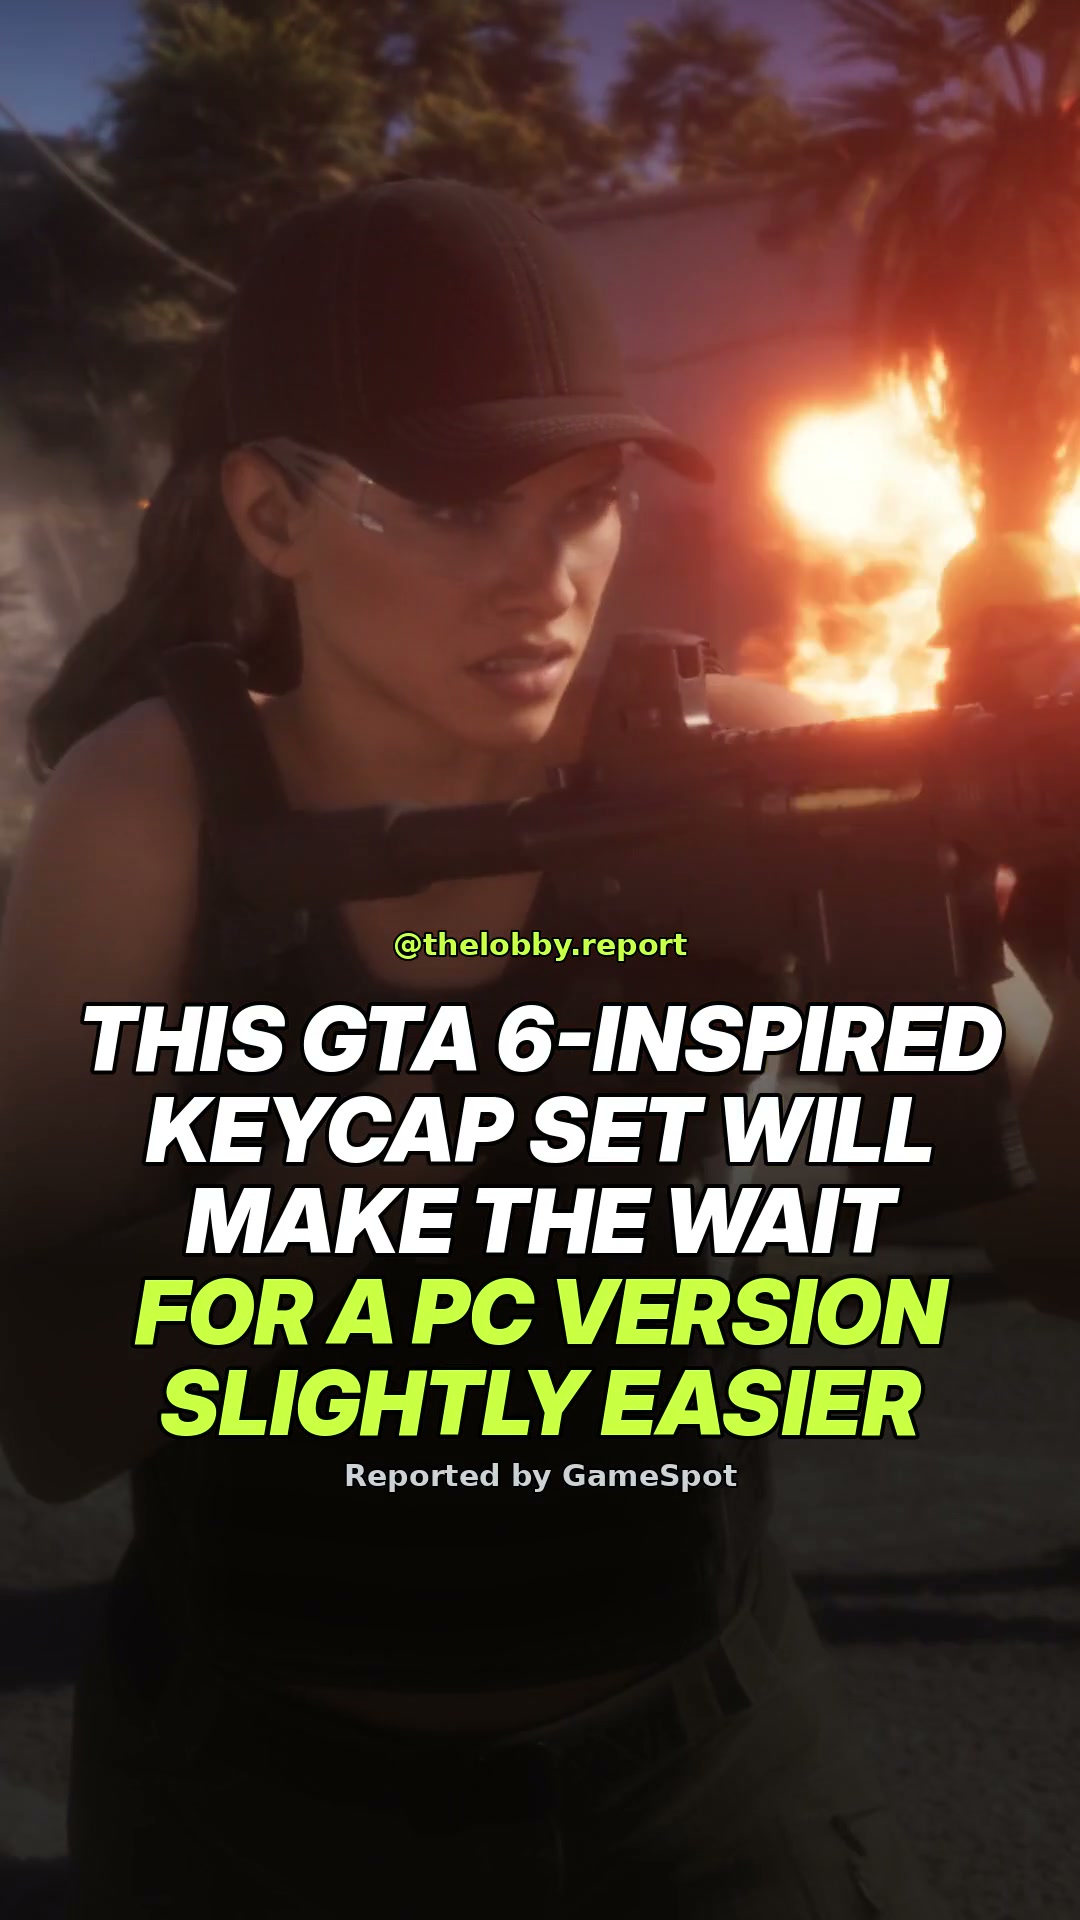 @thelobby.report
THIS GTA 6-INSPIRED
KEYCAP SET WILL
MAKE THE WAIT
FOR A PC VERSION
SLIGHTLY EASIER
Reported by GameSpot